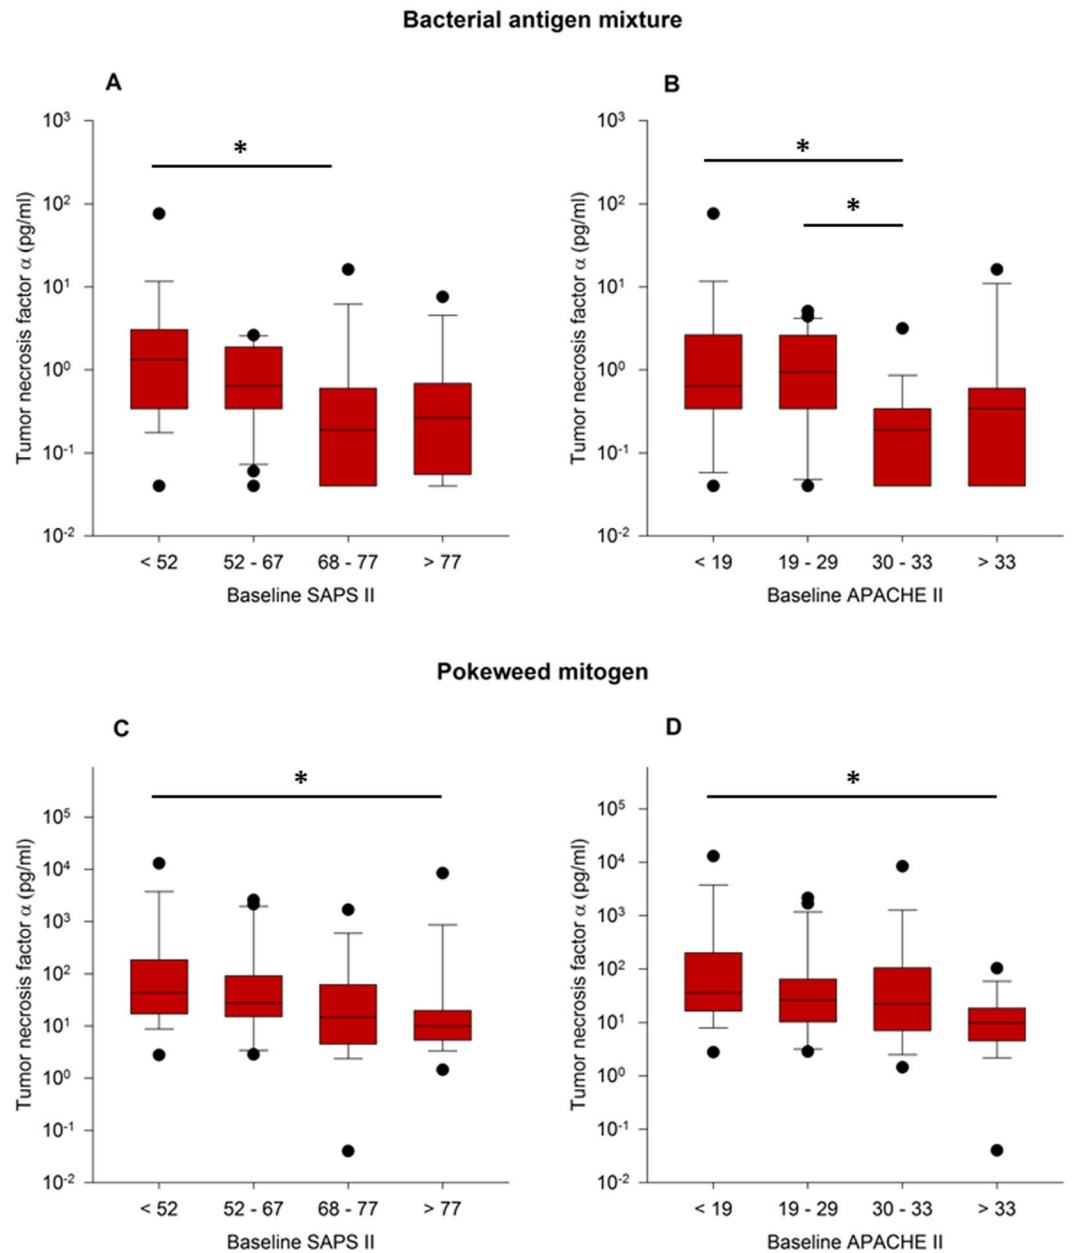 Bacterial antigen mixture
A
B
*
*
*
Tumor necrosis factor α (pg/ml)
10³
10²
10¹
10⁰
10⁻¹
10⁻²
< 52 52 - 67 68 - 77 > 77
Baseline SAPS II
Tumor necrosis factor α (pg/ml)
10³
10²
10¹
10⁰
10⁻¹
10⁻²
< 19 19 - 29 30 - 33 > 33
Baseline APACHE II
Pokeweed mitogen
C
D
*
*
Tumor necrosis factor α (pg/ml)
10⁵
10⁴
10³
10²
10¹
10⁰
10⁻¹
10⁻²
< 52 52 - 67 68 - 77 > 77
Baseline SAPS II
Tumor necrosis factor α (pg/ml)
10⁵
10⁴
10³
10²
10¹
10⁰
10⁻¹
10⁻²
< 19 19 - 29 30 - 33 > 33
Baseline APACHE II